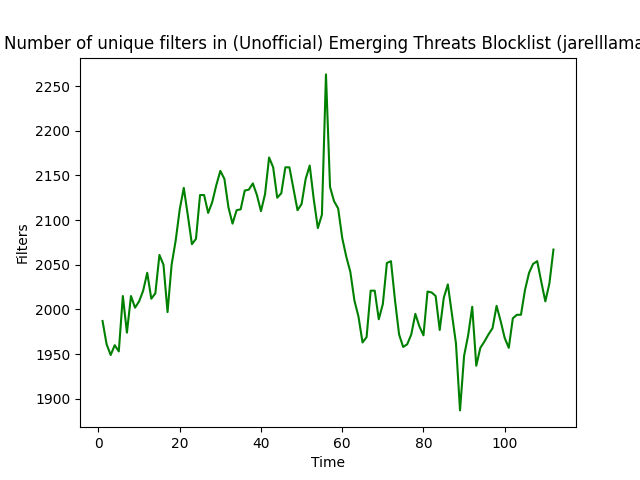 Number of unique filters in (Unofficial) Emerging Threats Blocklist (jarelllama
2250
2200
2150
2100
2050
2000
1950
1900
Filters
0 20 40 60 80 100
Time